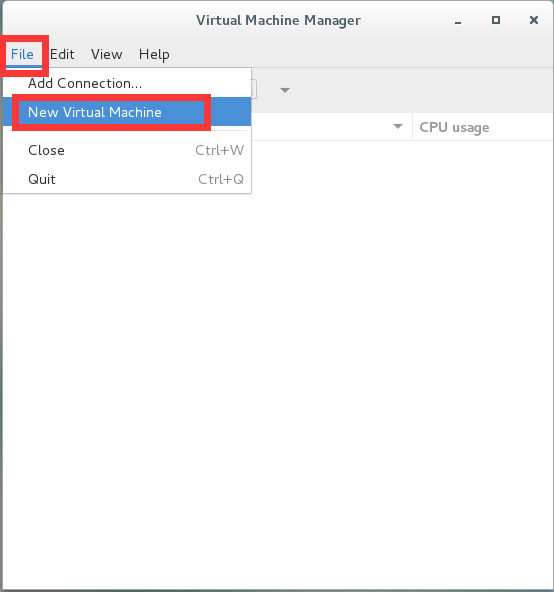 Virtual Machine Manager
File Edit View Help
Add Connection...
New Virtual Machine
CPU usage
Close Ctrl+W
Quit Ctrl+Q